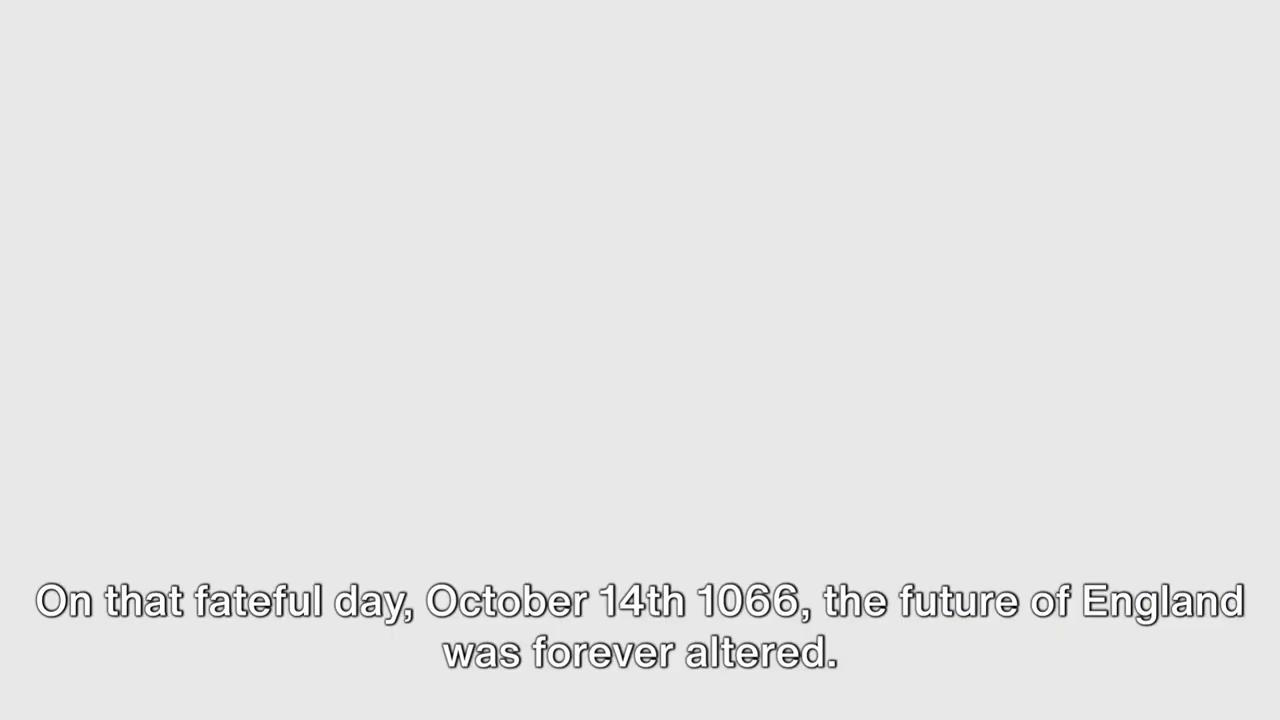 On that fateful day, October 14th 1066, the future of England
was forever altered.